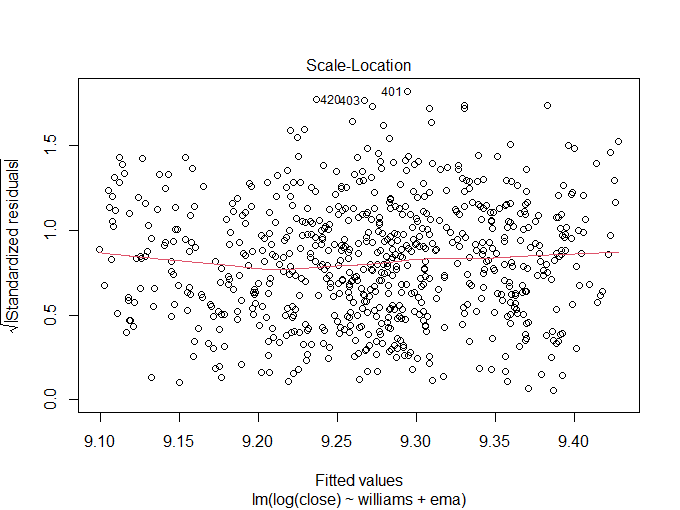 Scale-Location
√|Standardized residuals|
1.5
1.0
0.5
0.0
420
403
401
9.10 9.15 9.20 9.25 9.30 9.35 9.40
Fitted values
lm(log(close) ~ williams + ema)